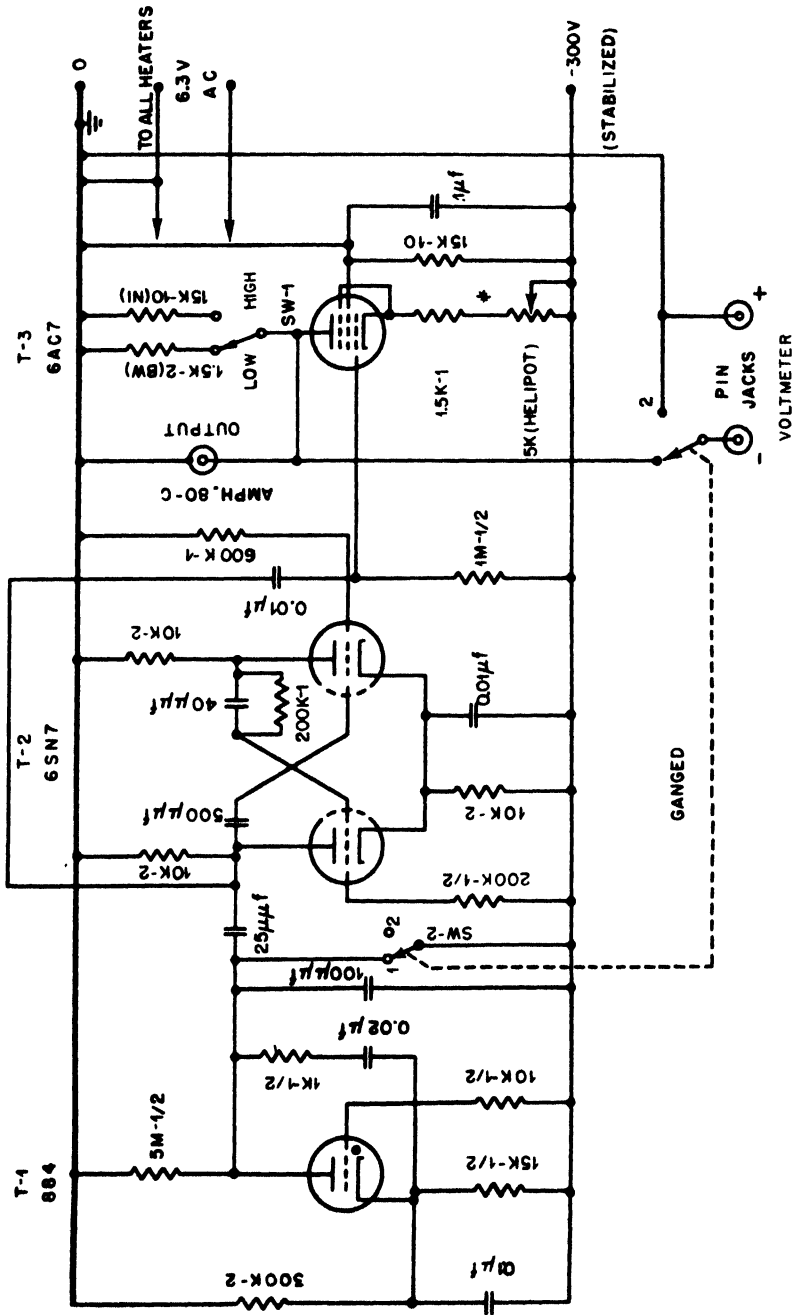 T-1
884
T-2
6SN7
T-3
6AC7
0
TO ALL HEATERS
6.3 V
A C
-300V
(STABILIZED)
300K-2
.01µf
5M-1/2
1K-1/2
0.02µf
15K-1/2
10K-1/2
100µµf
25µµf
1
2
SW-2
10K-2
500µµf
200K-1/2
10K-2
40µµf
200K-1
10K-2
0.01µf
0.01µf
600K-1
1M-1/2
AMPH. 80-C
OUTPUT
1.5K-2(BW)
15K-10(NI)
LOW
HIGH
SW-1
1.5K-1
*
5K(HELIPOT)
15K-10
.1µf
GANGED
2
-
+
PIN
JACKS
VOLTMETER